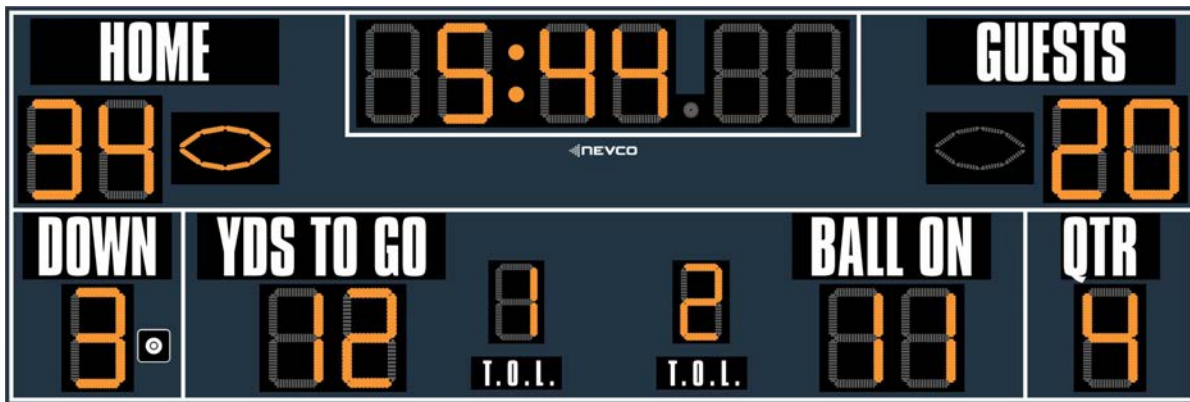 HOME
5:44
GUESTS
34
20
NEVCO
DOWN
YDS TO GO
BALL ON
QTR
3
12
1
2
11
4
T.O.L.
T.O.L.